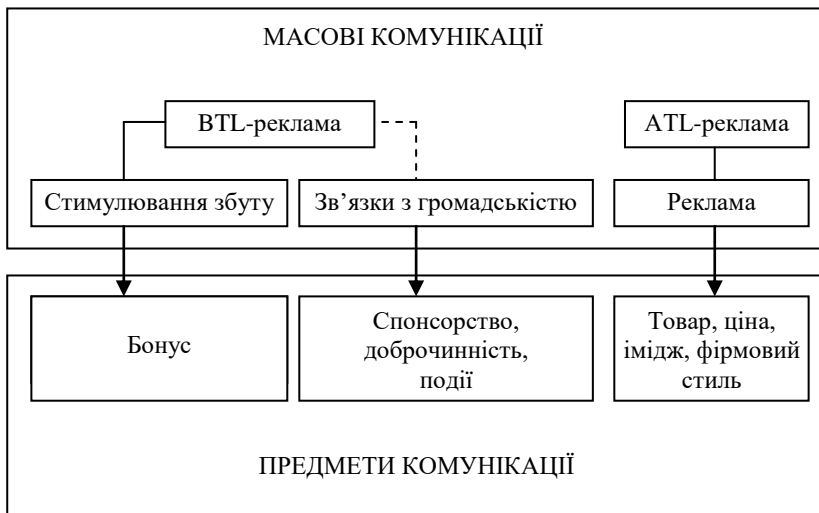 МАСОВІ КОМУНІКАЦІЇ
BTL-реклама
ATL-реклама
Стимулювання збуту
Зв’язки з громадськістю
Реклама
Бонус
Спонсорство,
доброчинність,
події
Товар, ціна,
імідж, фірмовий
стиль
ПРЕДМЕТИ КОМУНІКАЦІЇ